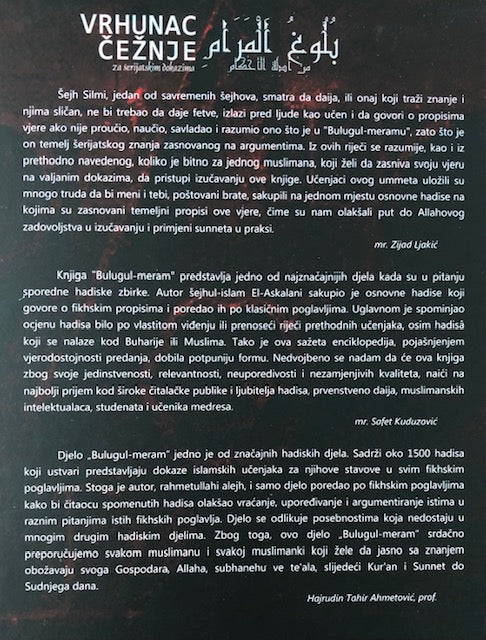 VRHUNAC
ČEŽNJE
za šerijatskim dokazima
بُلُوغُ الْمَرَامِ
من أدلة الأحكام
Šejh Silmi, jedan od savremenih šejhova, smatra da daija, ili onaj koji traži znanje i
njima sličan, ne bi trebao da daje fetve, izlazi pred ljude kao učen i da govori o propisima
vjere ako nije proučio, naučio, savladao i razumio ono što je u "Bulugul-meramu", zato što je
on temelj šerijatskog znanja zasnovanog na argumentima. Iz ovih riječi se razumije, kao i iz
prethodno navedenog, koliko je bitno za jednog muslimana, koji želi da zasniva svoju vjeru
na valjanim dokazima, da pristupi izučavanju ove knjige. Učenjaci ovog ummeta uložili su
mnogo truda da bi meni i tebi, poštovani brate, sakupili na jednom mjestu osnovne hadise na
kojima su zasnovani temeljni propisi ove vjere, čime su nam olakšali put do Allahovog
zadovoljstva u izučavanju i primjeni sunneta u praksi.
mr. Zijad Ljakić
Knjiga "Bulugul-meram" predstavlja jedno od najznačajnijih djela kada su u pitanju
sporedne hadiske zbirke. Autor šejhul-islam El-Askalani sakupio je osnovne hadise koji
govore o fikhskim propisima i poredao ih po klasičnim poglavljima. Uglavnom je spominjao
ocjenu hadisa bilo po vlastitom viđenju ili prenoseći riječi prethodnih učenjaka, osim hadisâ
koji se nalaze kod Buharije ili Muslima. Tako je ova sažeta enciklopedija, pojašnjenjem
vjerodostojnosti predanja, dobila potpuniju formu. Nedvojbeno se nadam da će ova knjiga
zbog svoje jedinstvenosti, relevantnosti, neuporedivosti i nezamjenjivih kvaliteta, naići na
najbolji prijem kod široke čitalačke publike i ljubitelja hadisa, prvenstveno daija, muslimanskih
intelektualaca, studenata i učenika medresa.
mr. Safet Kuduzović
Djelo „Bulugul-meram" jedno je od značajnih hadiskih djela. Sadrži oko 1500 hadisa
koji ustvari predstavljaju dokaze islamskih učenjaka za njihove stavove u svim fikhskim
poglavljima. Stoga je autor, rahmetullahi alejh, i samo djelo poredao po fikhskim poglavljima
kako bi čitaocu spomenutih hadisa olakšao vraćanje, upoređivanje i argumentiranje istima u
raznim pitanjima istih fikhskih poglavlja. Djelo se odlikuje posebnostima koja nedostaju u
mnogim drugim hadiskim djelima. Zbog toga, ovo djelo „Bulugul-meram" srdačno
preporučujemo svakom muslimanu i svakoj muslimanki koji žele da jasno sa znanjem
obožavaju svoga Gospodara, Allaha, subhanehu ve te'ala, slijedeći Kur'an i Sunnet do
Sudnjega dana.
Hajrudin Tahir Ahmetović, prof.